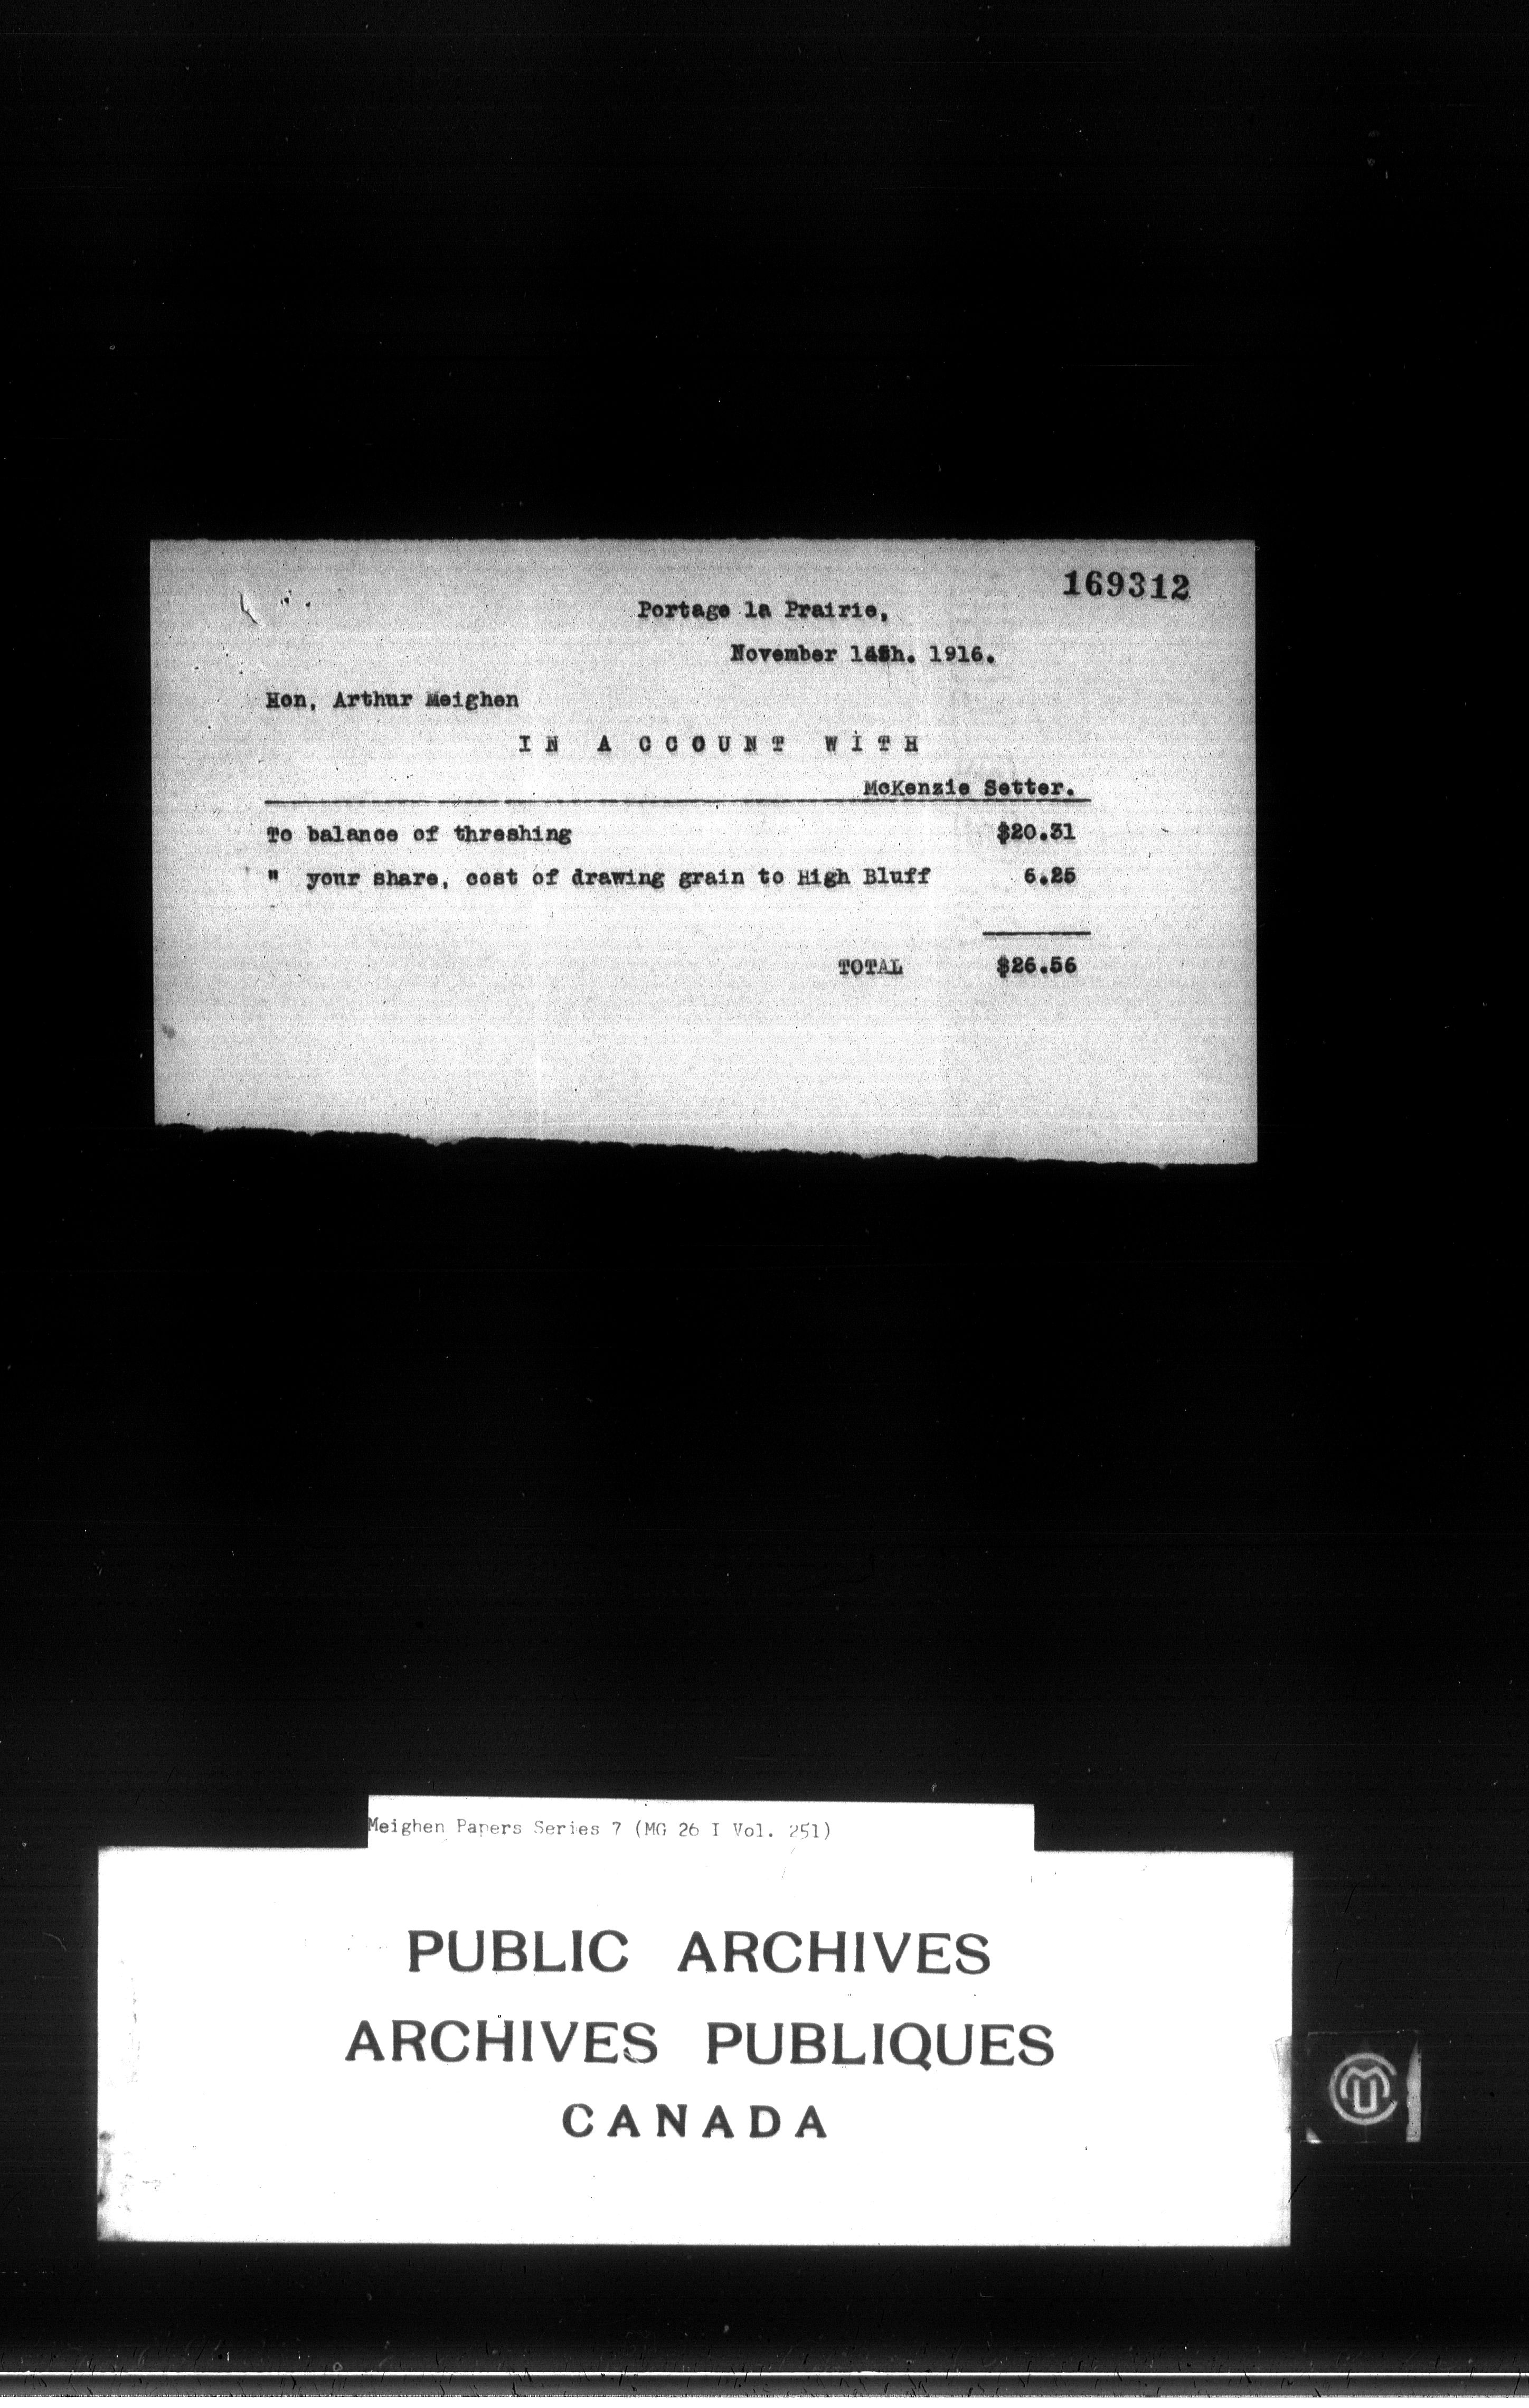 169312
Portage la Prairie,
November 14th. 1916.
Hon, Arthur Meighen
I N A C C O U N T W I T H
McKenzie Setter.
To balance of threshing $20.31
" your share, cost of drawing grain to High Bluff 6.25
TOTAL $26.56
Meighen Papers Series 7 (MG 26 I Vol. 251)
PUBLIC ARCHIVES
ARCHIVES PUBLIQUES
CANADA